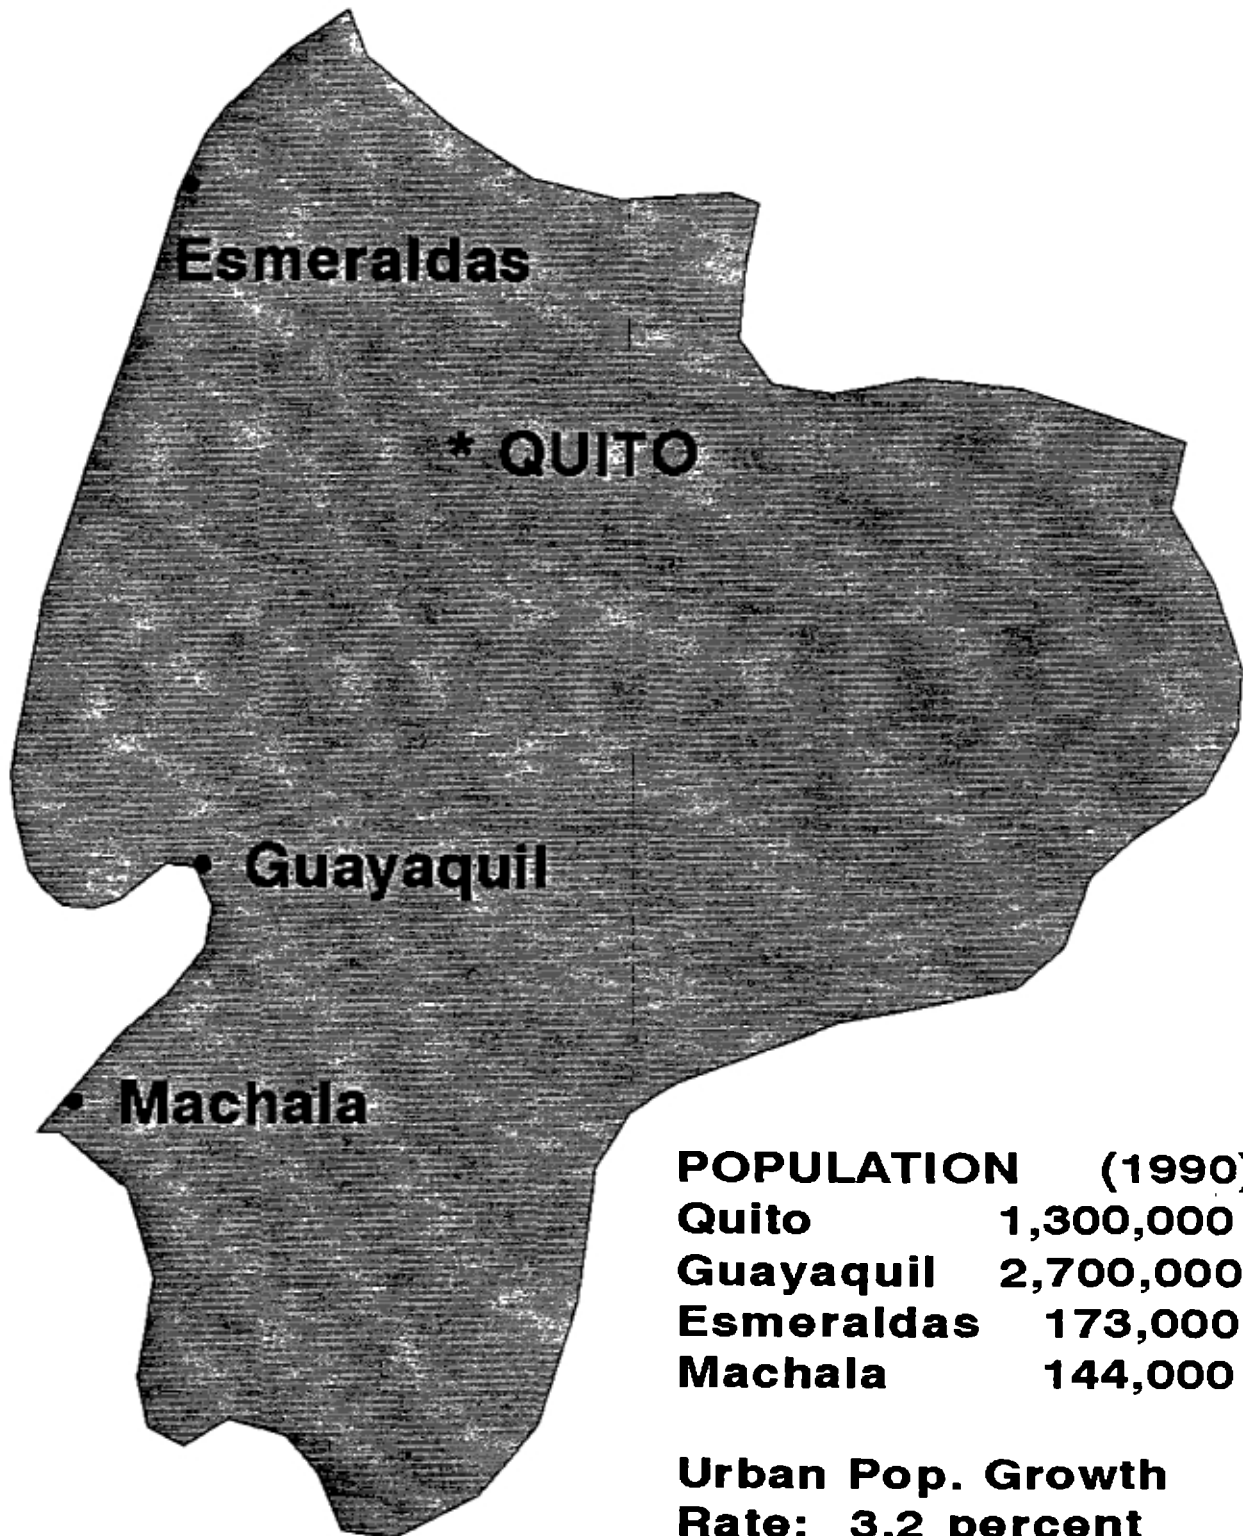 Esmeraldas
* QUITO
Guayaquil
Machala
POPULATION (1990)
Quito 1,300,000
Guayaquil 2,700,000
Esmeraldas 173,000
Machala 144,000
Urban Pop. Growth
Rate: 3.2 percent